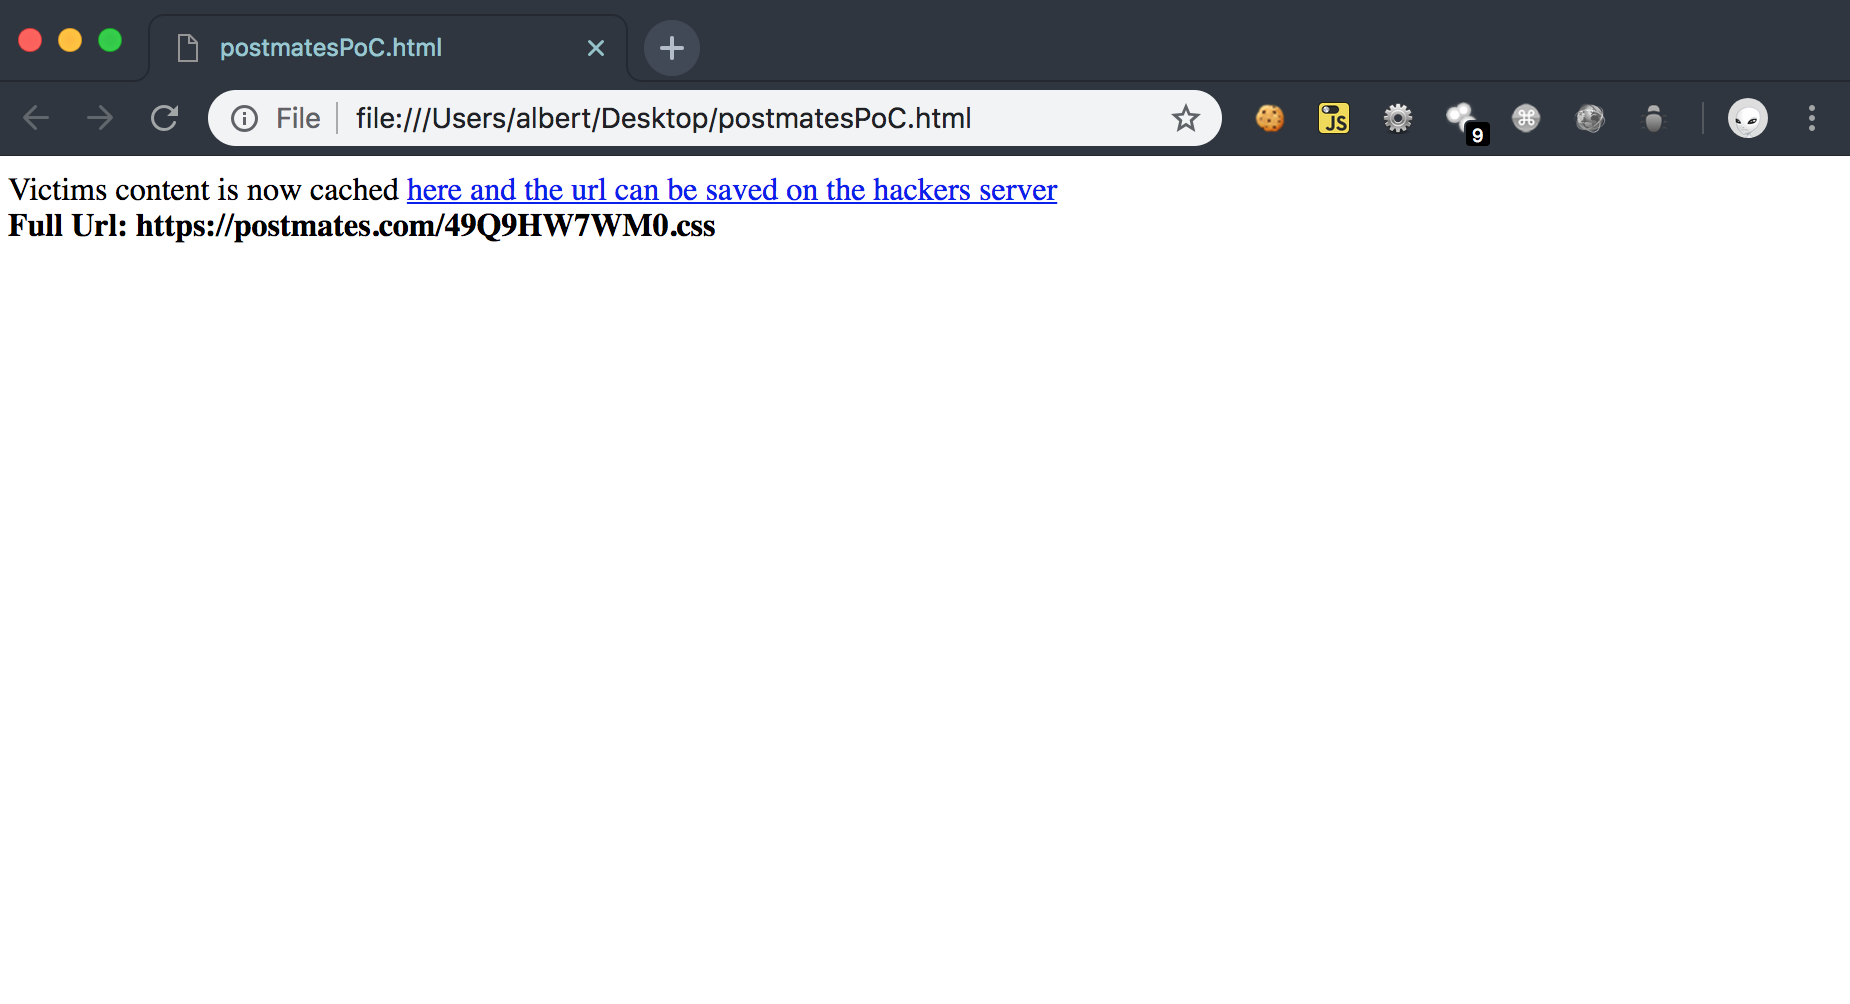 postmatesPoC.html
File file:///Users/albert/Desktop/postmatesPoC.html
JS
9
Victims content is now cached here and the url can be saved on the hackers server
Full Url: https://postmates.com/49Q9HW7WM0.css